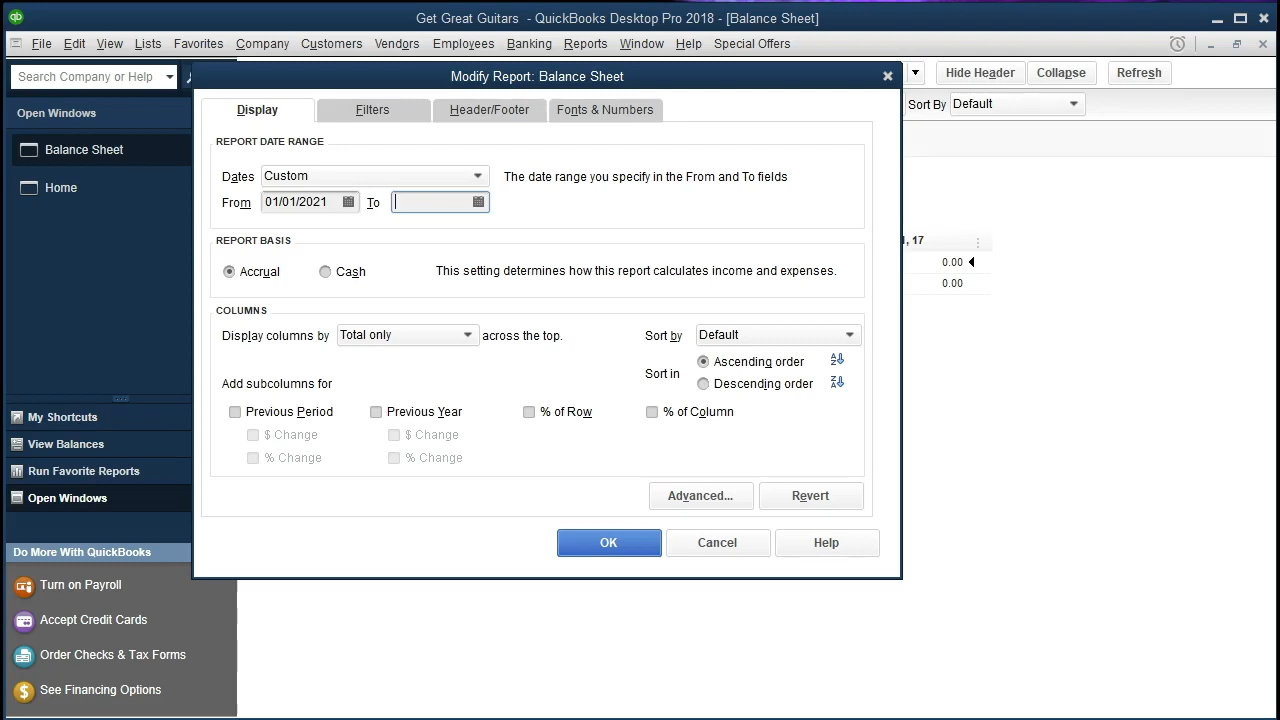 qb
Get Great Guitars - QuickBooks Desktop Pro 2018 - [Balance Sheet]
File Edit View Lists Favorites Company Customers Vendors Employees Banking Reports Window Help Special Offers
Search Company or Help
Modify Report: Balance Sheet
Hide Header Collapse Refresh
Sort By Default
Open Windows
Balance Sheet
Home
Display Filters Header/Footer Fonts & Numbers
REPORT DATE RANGE
Dates Custom The date range you specify in the From and To fields
From 01/01/2021 To
REPORT BASIS
Accrual Cash This setting determines how this report calculates income and expenses.
, 17
0.00
0.00
COLUMNS
Display columns by Total only across the top. Sort by Default
Ascending order
Sort in
Descending order
Add subcolumns for
Previous Period Previous Year % of Row % of Column
$ Change $ Change
% Change % Change
Advanced... Revert
OK Cancel Help
My Shortcuts
View Balances
Run Favorite Reports
Open Windows
Do More With QuickBooks
Turn on Payroll
Accept Credit Cards
Order Checks & Tax Forms
See Financing Options